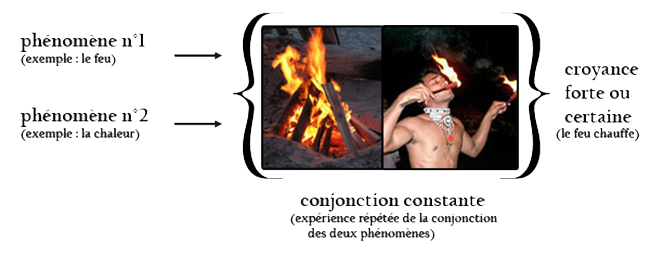 phénomène n°1
(exemple : le feu)
phénomène n°2
(exemple : la chaleur)
croyance
forte ou
certaine
(le feu chauffe)
conjonction constante
(expérience répétée de la conjonction
des deux phénomènes)